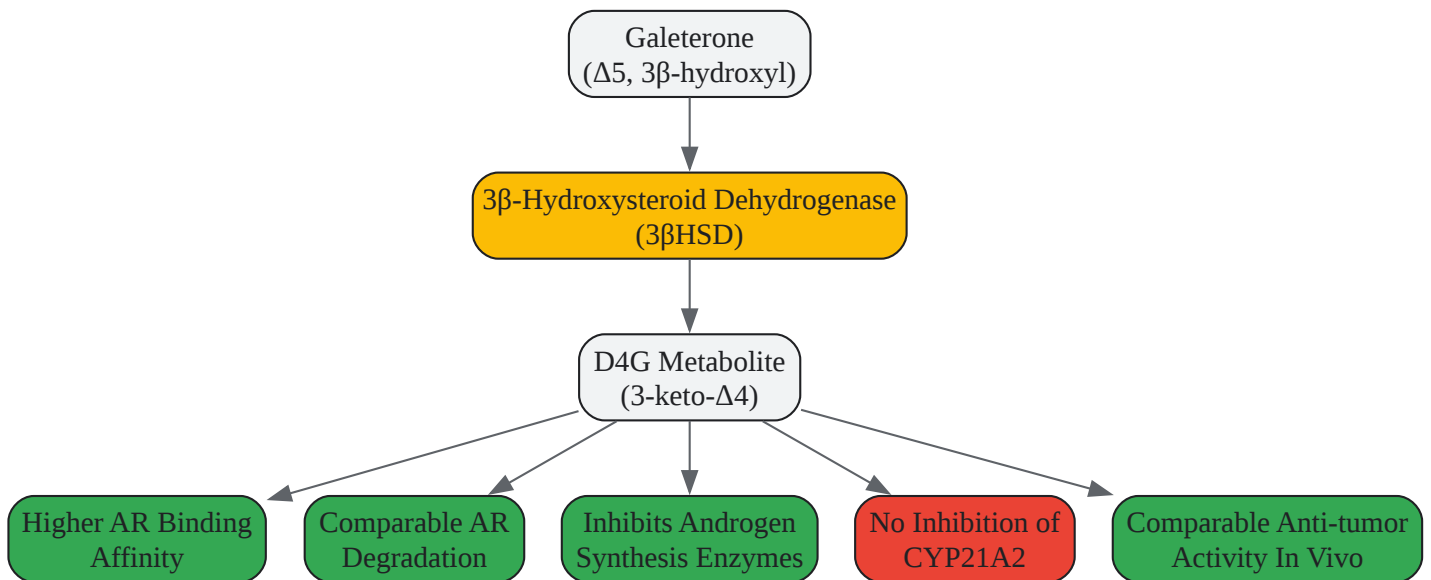 Galeterone
(Δ5, 3β-hydroxyl)
3β-Hydroxysteroid Dehydrogenase
(3βHSD)
D4G Metabolite
(3-keto-Δ4)
Higher AR Binding
Affinity
Comparable AR
Degradation
Inhibits Androgen
Synthesis Enzymes
No Inhibition of
CYP21A2
Comparable Anti-tumor
Activity In Vivo